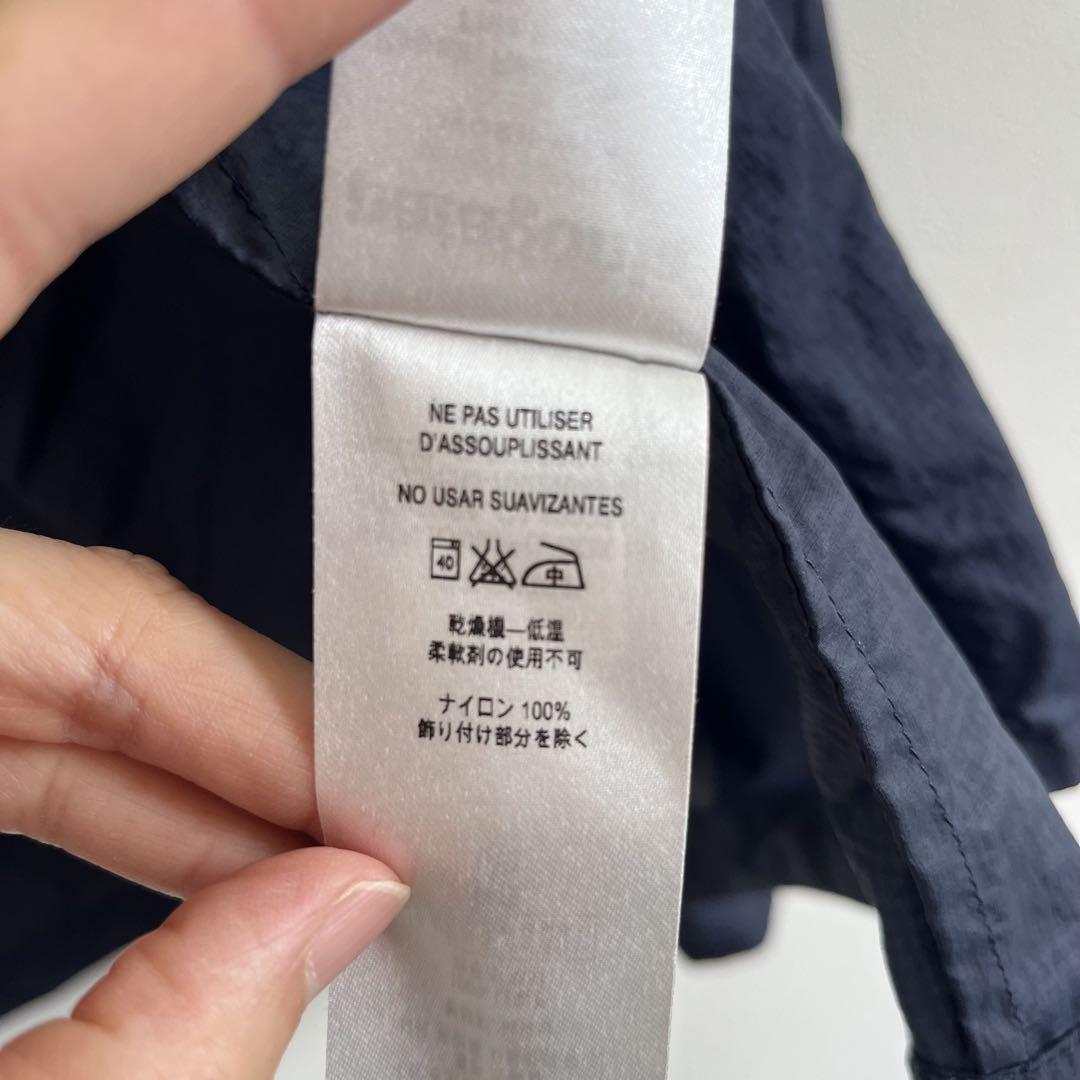 NE PAS UTILISER
D'ASSOUPLISSANT
NO USAR SUAVIZANTES
40 中
乾燥機—低温
柔軟剤の使用不可
ナイロン 100%
飾り付け部分を除く